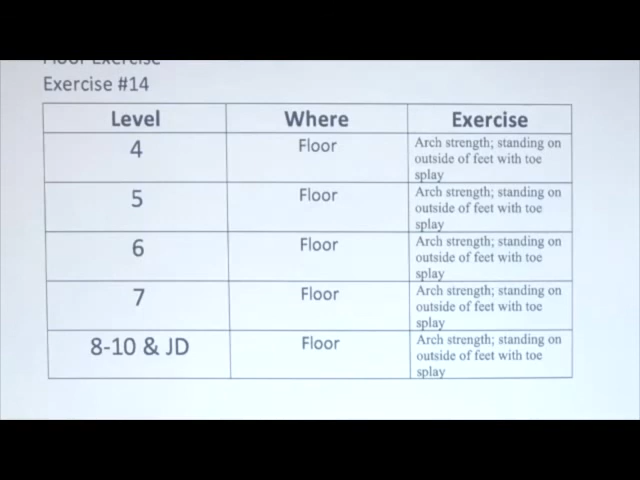 Floor Exercise
Exercise #14
Level Where Exercise
4 Floor Arch strength; standing on
outside of feet with toe
splay
5 Floor Arch strength; standing on
outside of feet with toe
splay
6 Floor Arch strength; standing on
outside of feet with toe
splay
7 Floor Arch strength; standing on
outside of feet with toe
splay
8-10 & JD Floor Arch strength; standing on
outside of feet with toe
splay